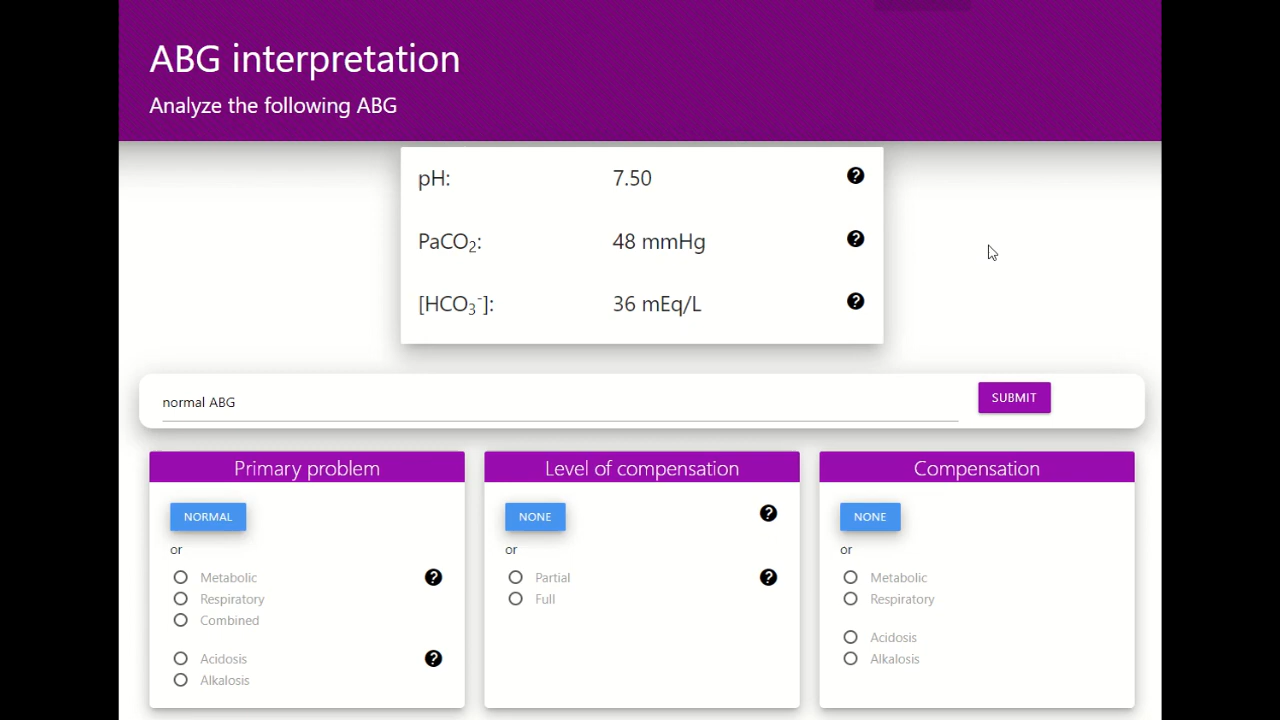 ABG interpretation
Analyze the following ABG
pH: 7.50 ?
PaCO₂: 48 mmHg ?
[HCO₃⁻]: 36 mEq/L ?
normal ABG SUBMIT
Primary problem
NORMAL
or
Metabolic ?
Respiratory
Combined
Acidosis ?
Alkalosis
Level of compensation
NONE ?
or
Partial ?
Full
Compensation
NONE
or
Metabolic
Respiratory
Acidosis
Alkalosis